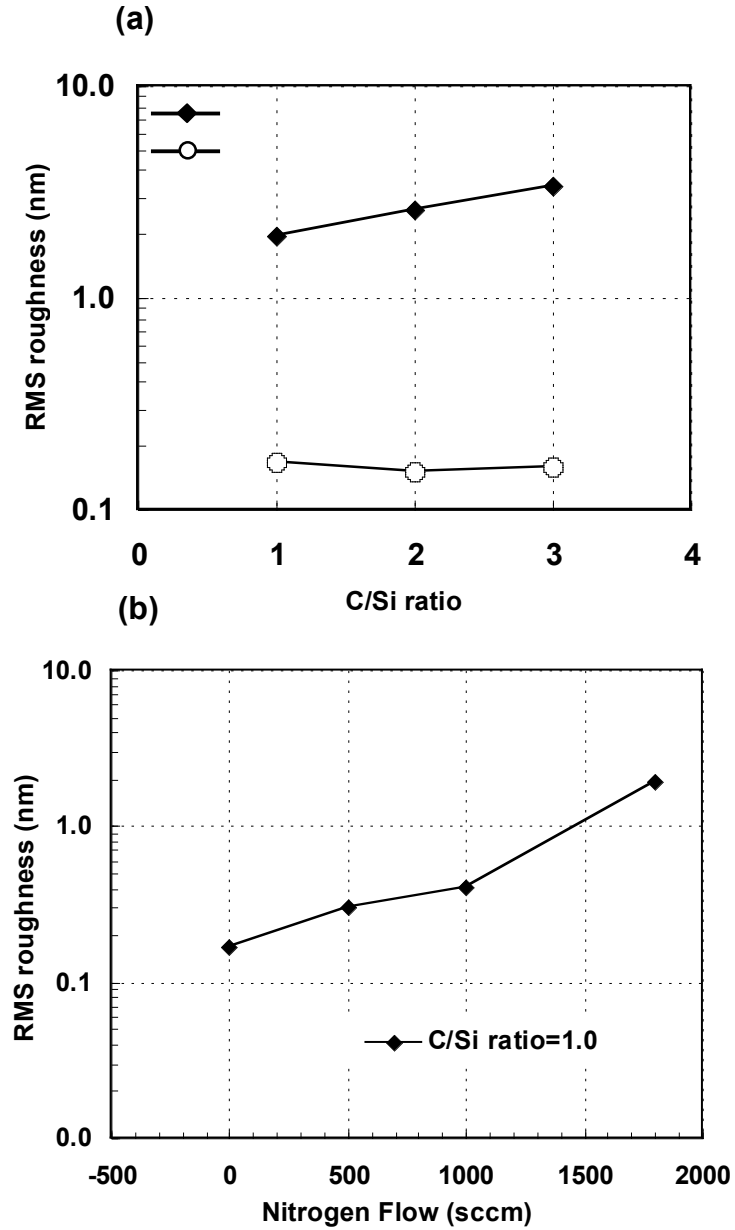 (a)
10.0
1.0
0.1
RMS roughness (nm)
0 1 2 3 4
C/Si ratio
(b)
10.0
1.0
0.1
0.0
RMS roughness (nm)
C/Si ratio=1.0
-500 0 500 1000 1500 2000
Nitrogen Flow (sccm)